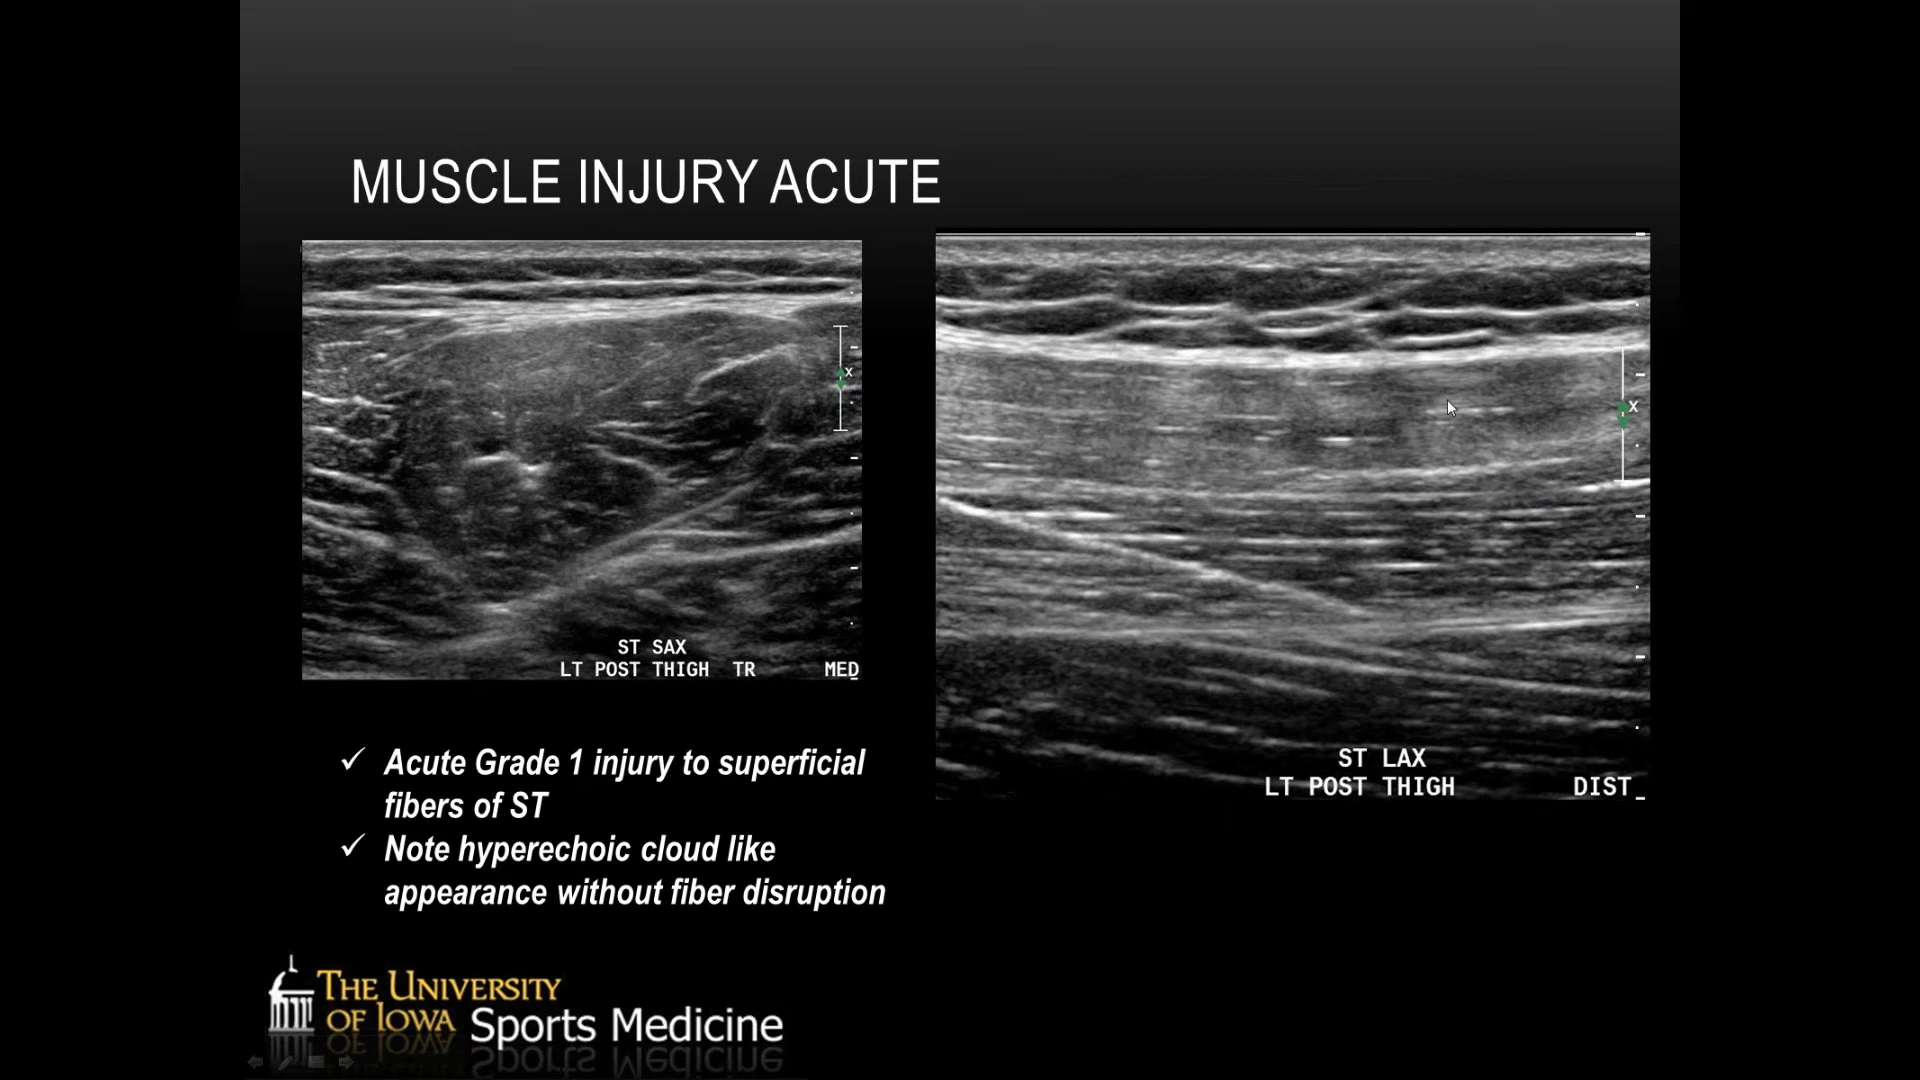 MUSCLE INJURY ACUTE
x
ST SAX
LT POST THIGH TR MED
x
ST LAX
LT POST THIGH DIST
✓ Acute Grade 1 injury to superficial
fibers of ST
✓ Note hyperechoic cloud like
appearance without fiber disruption
THE UNIVERSITY
OF IOWA Sports Medicine